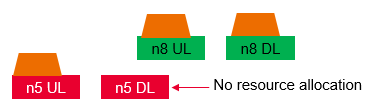 n8 UL
n8 DL
n5 UL
n5 DL
No resource allocation